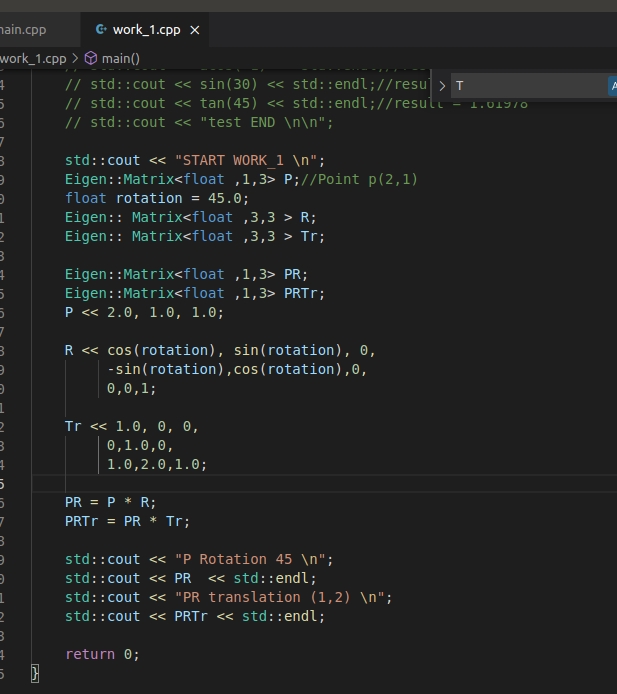 main.cpp
work_1.cpp
work_1.cpp > main()
4 // std::cout << sin(30) << std::endl;//resu
T
5 // std::cout << tan(45) << std::endl;//result = 1.61978
6 // std::cout << "test END \n\n";
7
8 std::cout << "START WORK_1 \n";
9 Eigen::Matrix<float ,1,3> P;//Point p(2,1)
0 float rotation = 45.0;
1 Eigen:: Matrix<float ,3,3 > R;
2 Eigen:: Matrix<float ,3,3 > Tr;
3
4 Eigen::Matrix<float ,1,3> PR;
5 Eigen::Matrix<float ,1,3> PRTr;
6 P << 2.0, 1.0, 1.0;
7
8 R << cos(rotation), sin(rotation), 0,
9 -sin(rotation),cos(rotation),0,
0 0,0,1;
1
2 Tr << 1.0, 0, 0,
3 0,1.0,0,
4 1.0,2.0,1.0;
5
6 PR = P * R;
7 PRTr = PR * Tr;
8
9 std::cout << "P Rotation 45 \n";
0 std::cout << PR  << std::endl;
1 std::cout << "PR translation (1,2) \n";
2 std::cout << PRTr << std::endl;
3
4 return 0;
5 }